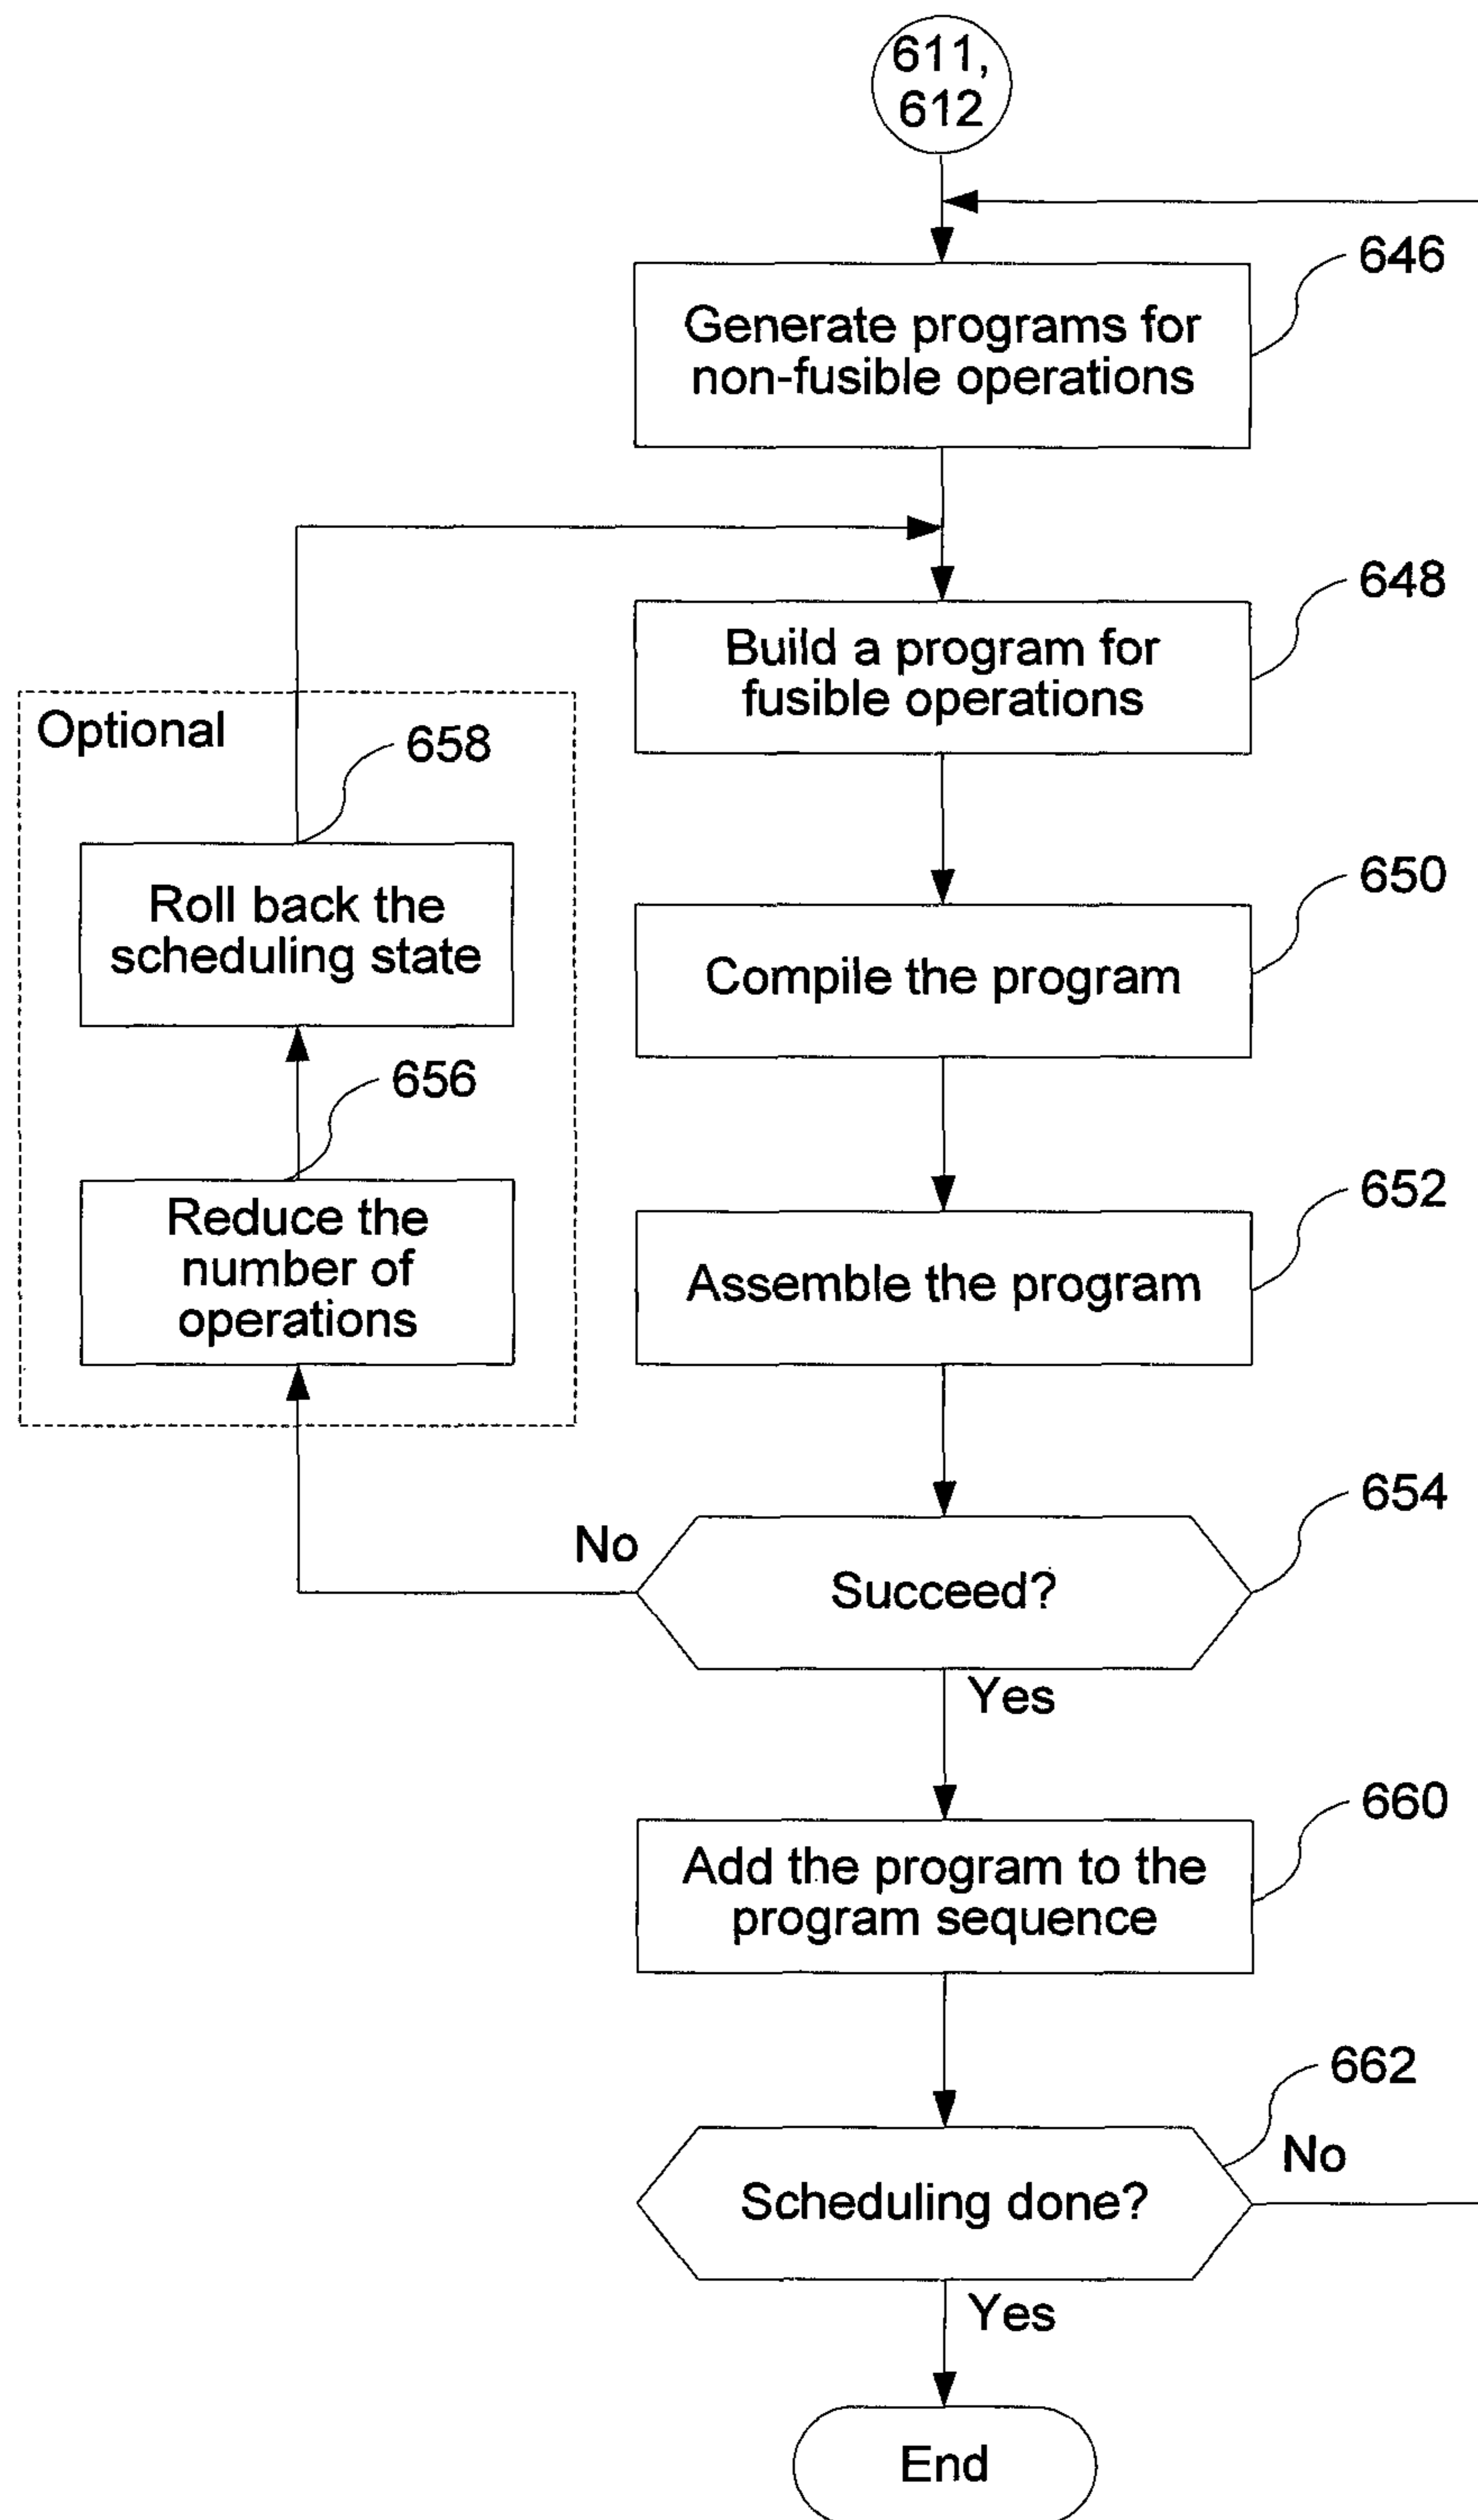 611,
612
646
Generate programs for
non-fusible operations
648
Build a program for
fusible operations
Optional
658
Roll back the
scheduling state
650
Compile the program
656
Reduce the
number of
operations
652
Assemble the program
654
No
Succeed?
Yes
660
Add the program to the
program sequence
662
No
Scheduling done?
Yes
End